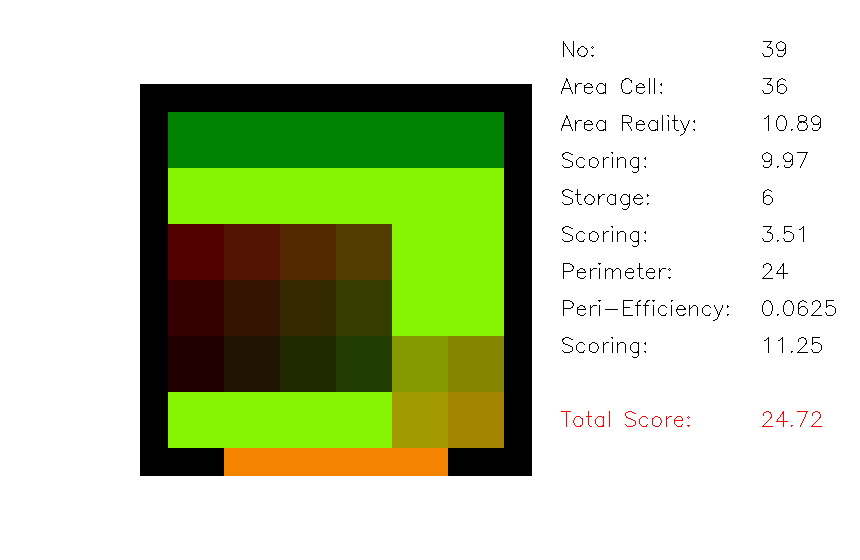 No: 39
Area Cell: 36
Area Reality: 10.89
Scoring: 9.97
Storage: 6
Scoring: 3.51
Perimeter: 24
Peri-Efficiency: 0.0625
Scoring: 11.25
Total Score: 24.72